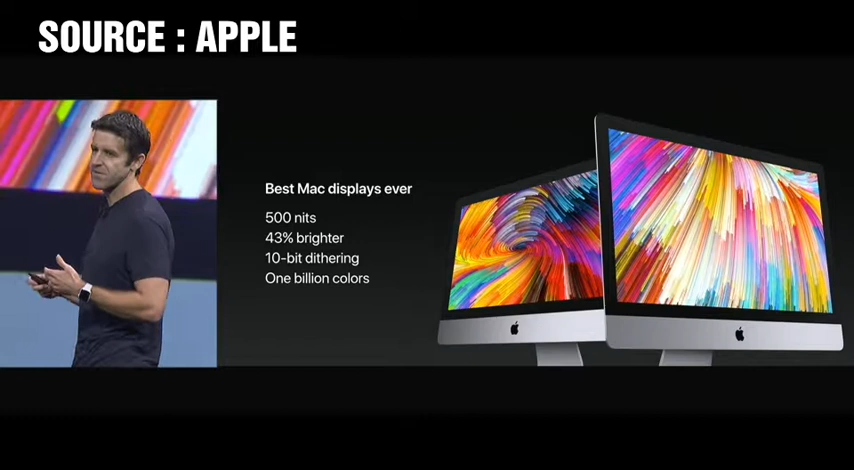 SOURCE : APPLE
Best Mac displays ever
500 nits
43% brighter
10-bit dithering
One billion colors